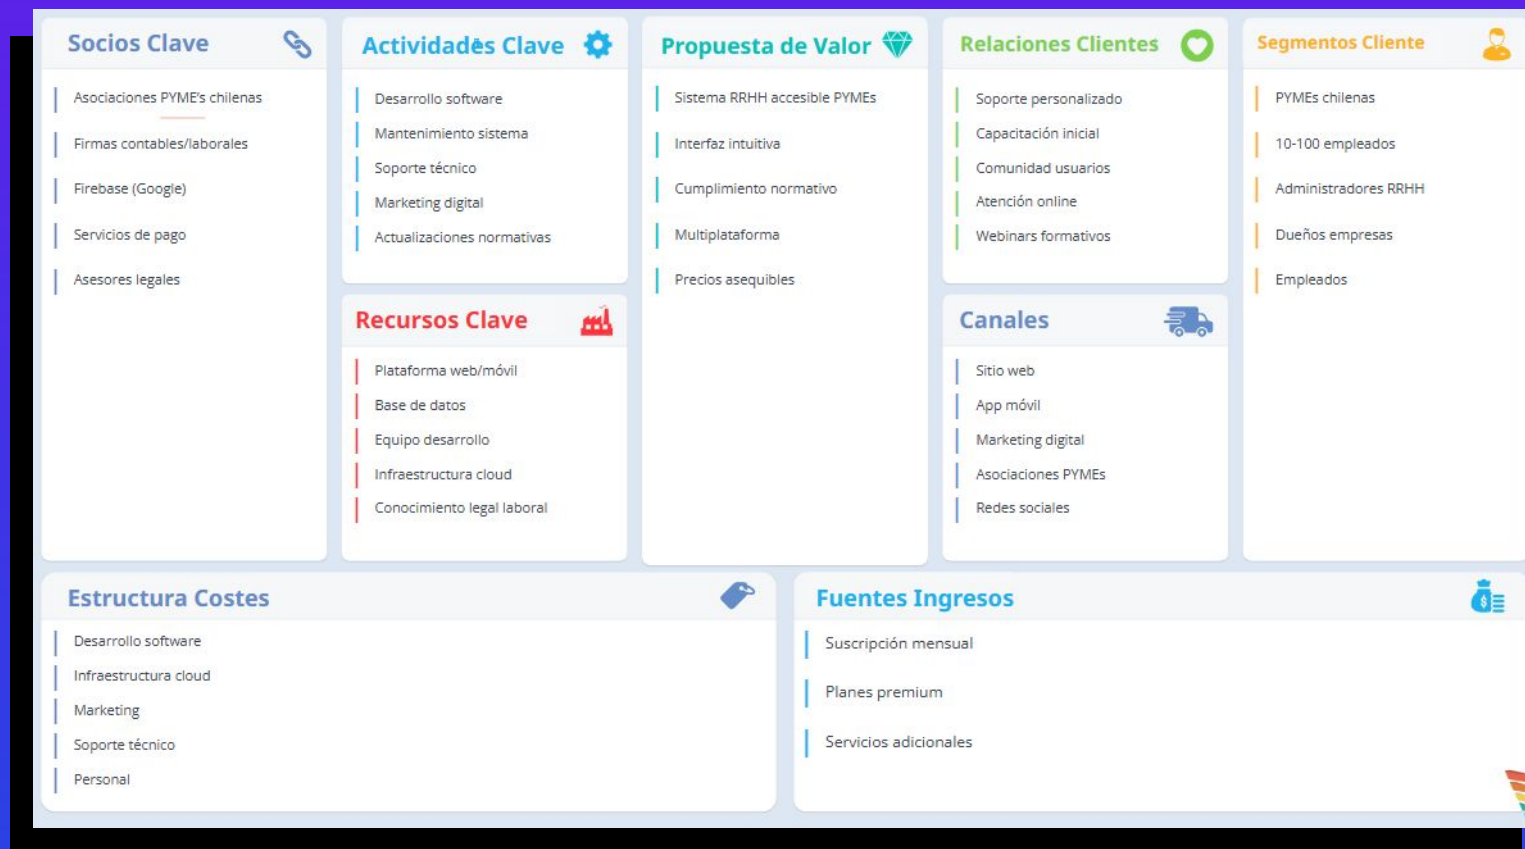 Socios Clave
Asociaciones PYME's chilenas
Firmas contables/laborales
Firebase (Google)
Servicios de pago
Asesores legales
Actividades Clave
Desarrollo software
Mantenimiento sistema
Soporte técnico
Marketing digital
Actualizaciones normativas
Recursos Clave
Plataforma web/móvil
Base de datos
Equipo desarrollo
Infraestructura cloud
Conocimiento legal laboral
Propuesta de Valor
Sistema RRHH accesible PYMEs
Interfaz intuitiva
Cumplimiento normativo
Multiplataforma
Precios asequibles
Relaciones Clientes
Soporte personalizado
Capacitación inicial
Comunidad usuarios
Atención online
Webinars formativos
Canales
Sitio web
App móvil
Marketing digital
Asociaciones PYMEs
Redes sociales
Segmentos Cliente
PYMEs chilenas
10-100 empleados
Administradores RRHH
Dueños empresas
Empleados
Estructura Costes
Desarrollo software
Infraestructura cloud
Marketing
Soporte técnico
Personal
Fuentes Ingresos
Suscripción mensual
Planes premium
Servicios adicionales